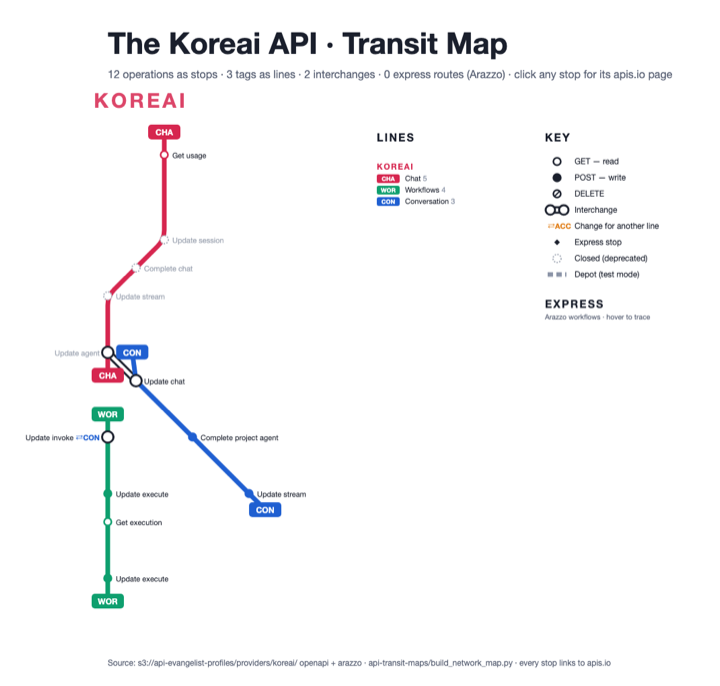 The Koreai API · Transit Map
12 operations as stops · 3 tags as lines · 2 interchanges · 0 express routes (Arazzo) · click any stop for its apis.io page
KOREAI
CHA
Get usage
Update session
Complete chat
Update stream
Update agent
CON
CHA
Update chat
WOR
Update invoke ⇄CON
Complete project agent
Update execute
Update stream
CON
Get execution
Update execute
WOR
LINES
KOREAI
CHA Chat 5
WOR Workflows 4
CON Conversation 3
KEY
GET — read
POST — write
DELETE
Interchange
⇄ACC Change for another line
Express stop
Closed (deprecated)
Depot (test mode)
EXPRESS
Arazzo workflows · hover to trace
Source: s3://api-evangelist-profiles/providers/koreai/ openapi + arazzo · api-transit-maps/build_network_map.py · every stop links to apis.io